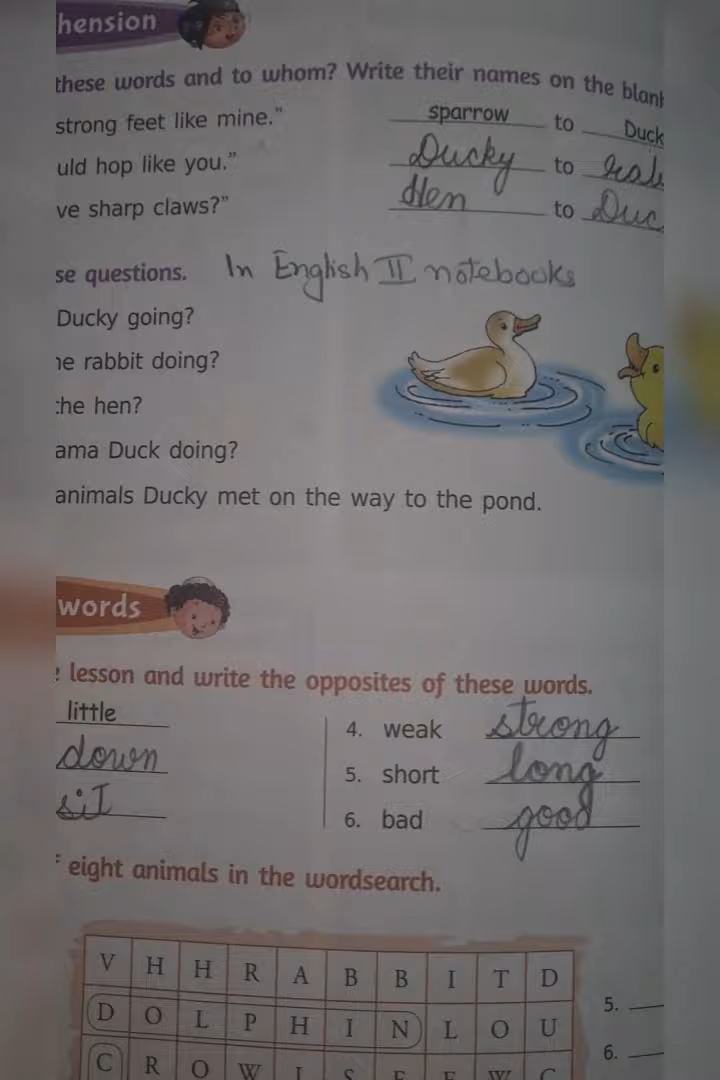 hension
these words and to whom? Write their names on the blank
strong feet like mine." sparrow to Duck
uld hop like you." Ducky to
ve sharp claws?" Hen to Duc
se questions. In English II notebooks
Ducky going?
he rabbit doing?
the hen?
ama Duck doing?
animals Ducky met on the way to the pond.
words
lesson and write the opposites of these words.
little
down
sit
4. weak strong
5. short long
6. bad good
f eight animals in the wordsearch.
V H H R A B B I T D
D O L P H I N L O U
C R O W I S E E W C
5.
6.